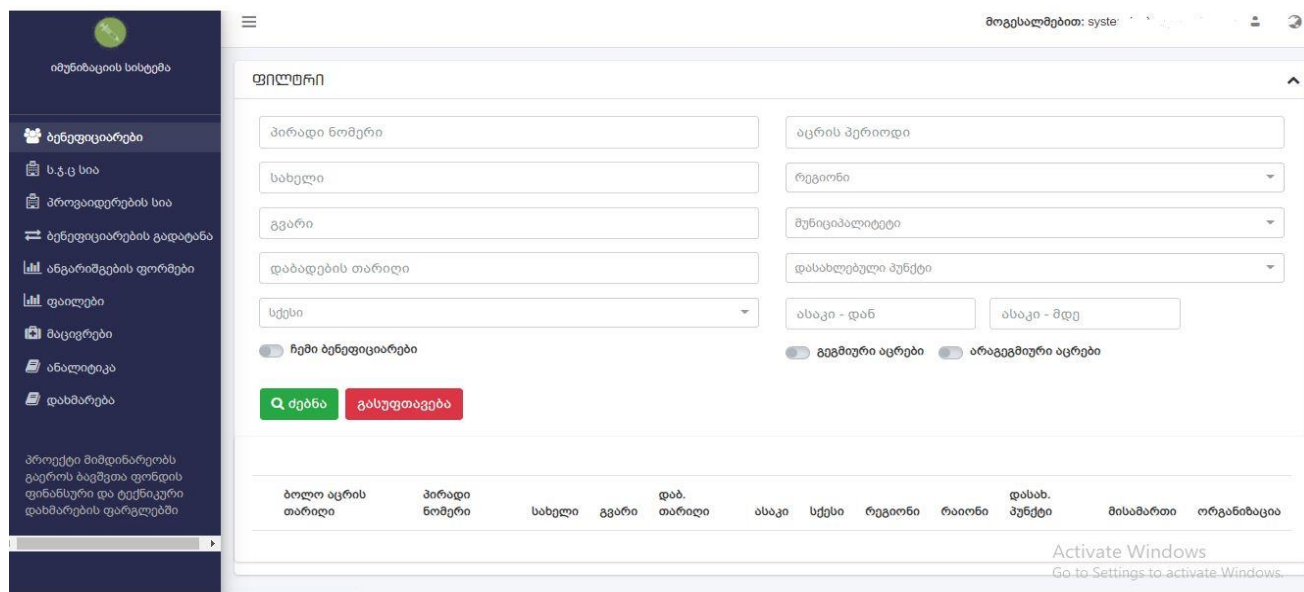 მოგესალმებით:
იმუნიზაციის სისტემა
ბენეფიციარები
ს.ჯ.ც სია
პროვაიდერების სია
ბენეფიციარების გადატანა
ანგარიშგების ფორმები
ფაილები
მაცივრები
ანალიტიკა
დახმარება
პროექტი მიმდინარეობს
გაეროს ბავშვთა ფონდის
ფინანსური და ტექნიკური
დახმარების ფარგლებში
ფილტრი
პირადი ნომერი
აცრის პერიოდი
სახელი
რეგიონი
გვარი
მუნიციპალიტეტი
დაბადების თარიღი
დასახლებული პუნქტი
სქესი
ასაკი - დან
ასაკი - მდე
ჩემი ბენეფიციარები
გეგმიური აცრები
არაგეგმიური აცრები
ძებნა
გასუფთავება
ბოლო აცრის
თარიღი
პირადი
ნომერი
სახელი
გვარი
დაბ.
თარიღი
ასაკი
სქესი
რეგიონი
რაიონი
დასახ.
პუნქტი
მისამართი
ორგანიზაცია
Activate Windows
Go to Settings to activate Windows.